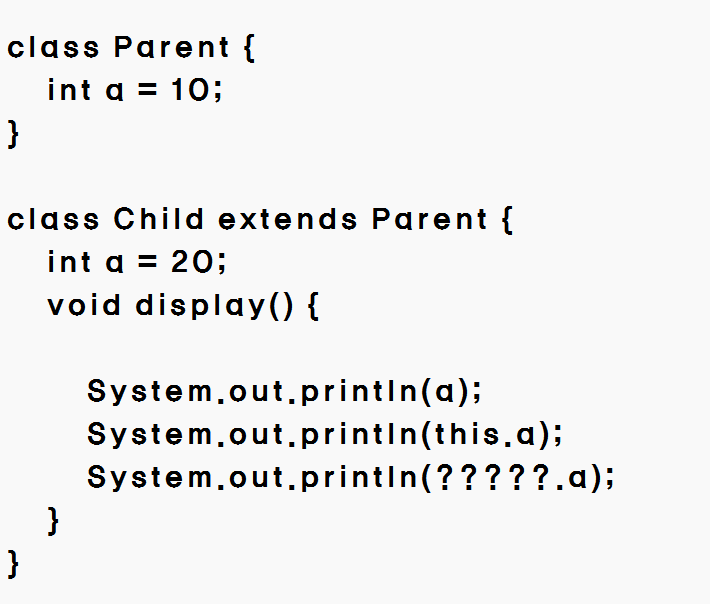 class Parent {
int a = 10;
}
class Child extends Parent {
int a = 20;
void display() {
System.out.println(a);
System.out.println(this.a);
System.out.println(?????.a);
}
}